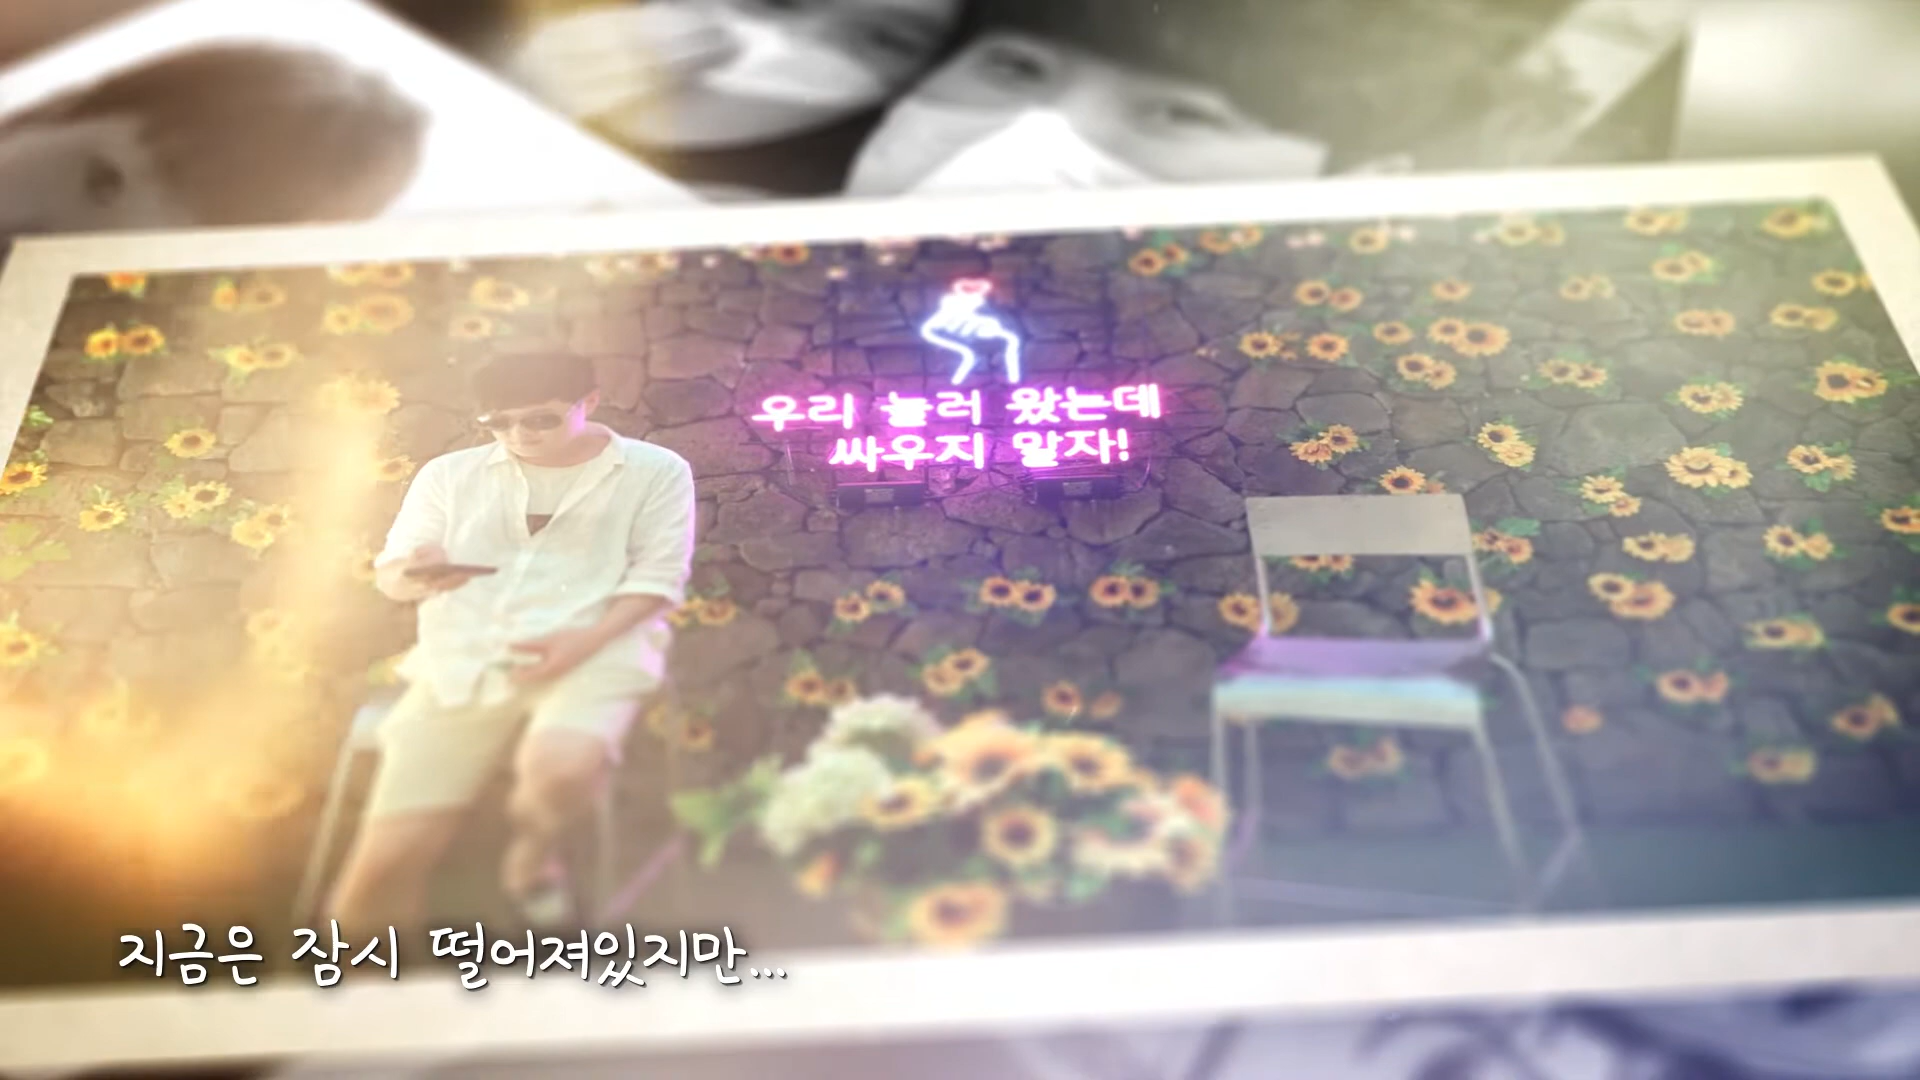 우리 놀러 왔는데
싸우지 말자!
지금은 잠시 떨어져있지만...